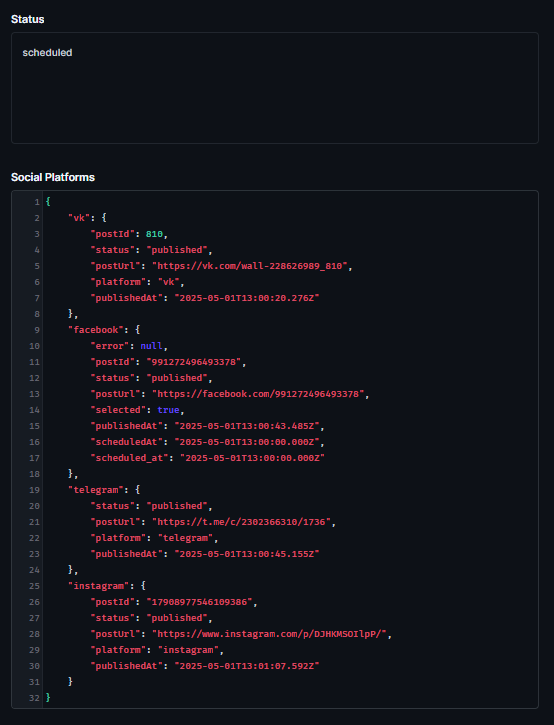 Status
scheduled
Social Platforms
1 {
2 "vk": {
3 "postId": 810,
4 "status": "published",
5 "postUrl": "https://vk.com/wall-228626989_810",
6 "platform": "vk",
7 "publishedAt": "2025-05-01T13:00:20.276Z"
8 },
9 "facebook": {
10 "error": null,
11 "postId": "991272496493378",
12 "status": "published",
13 "postUrl": "https://facebook.com/991272496493378",
14 "selected": true,
15 "publishedAt": "2025-05-01T13:00:43.485Z",
16 "scheduledAt": "2025-05-01T13:00:00.000Z",
17 "scheduled_at": "2025-05-01T13:00:00.000Z"
18 },
19 "telegram": {
20 "status": "published",
21 "postUrl": "https://t.me/c/2302366310/1736",
22 "platform": "telegram",
23 "publishedAt": "2025-05-01T13:00:45.155Z"
24 },
25 "instagram": {
26 "postId": "17908977546109386",
27 "status": "published",
28 "postUrl": "https://www.instagram.com/p/DJHKMSOIlpP/",
29 "platform": "instagram",
30 "publishedAt": "2025-05-01T13:01:07.592Z"
31 }
32 }